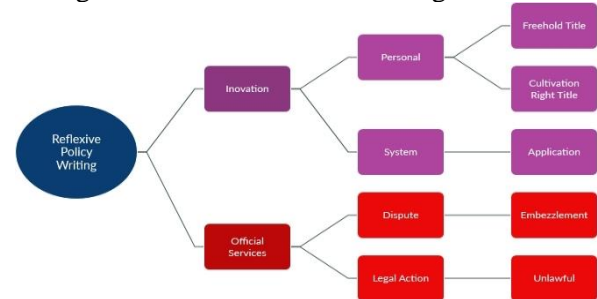 Reflexive
Policy
Writing
Inovation
Personal
Freehold Title
Cultivation
Right Title
System
Application
Official
Services
Dispute
Embezzlement
Legal Action
Unlawful